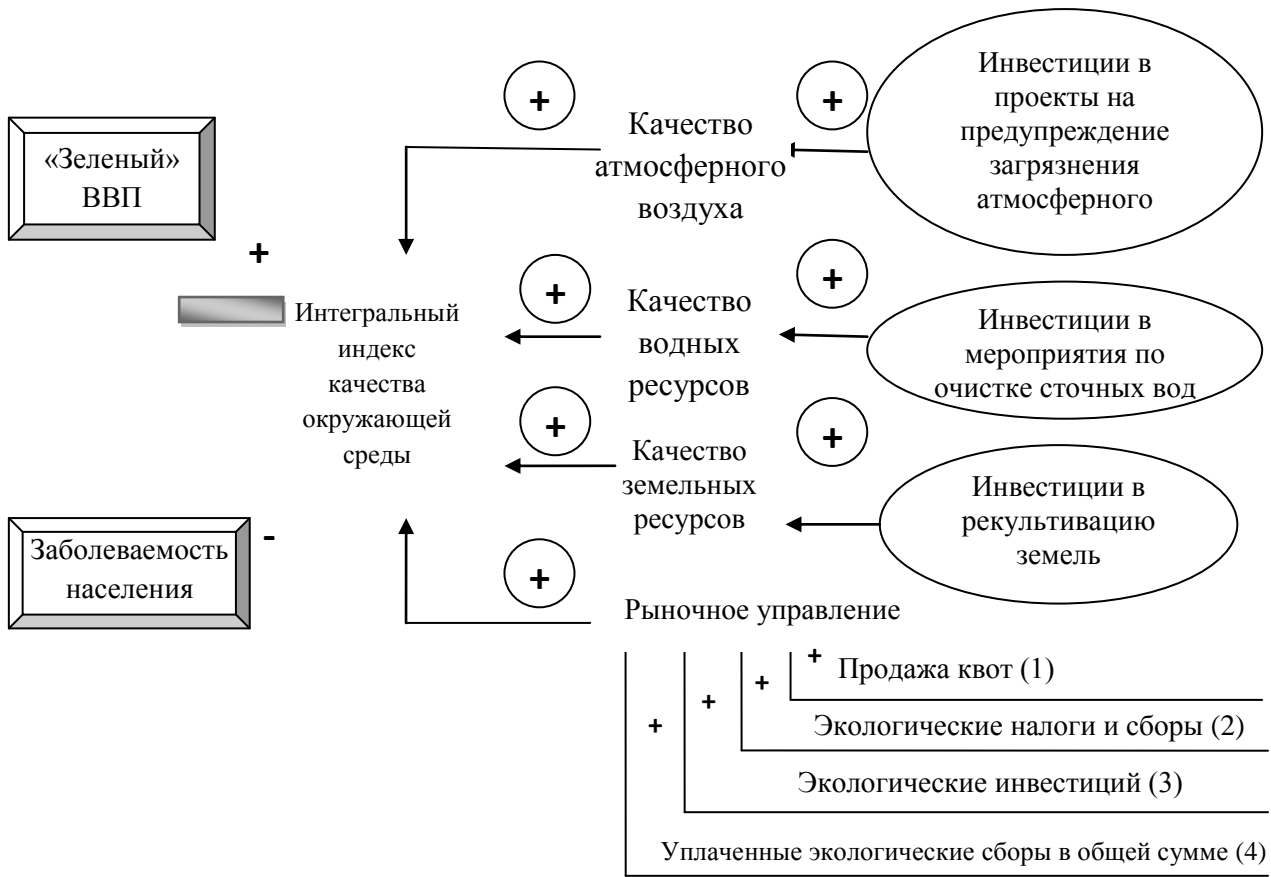 «Зеленый»
ВВП
+
Интегральный
индекс
качества
окружающей
среды
Заболеваемость
населения
-
+
Качество
атмосферного
воздуха
+
Инвестиции в
проекты на
предупреждение
загрязнения
атмосферного
+
Качество
водных
ресурсов
+
Инвестиции в
мероприятия по
очистке сточных вод
+
Качество
земельных
ресурсов
+
Инвестиции в
рекультивацию
земель
+
Рыночное управление
+ Продажа квот (1)
+ Экологические налоги и сборы (2)
+ Экологические инвестиций (3)
+ Уплаченные экологические сборы в общей сумме (4)